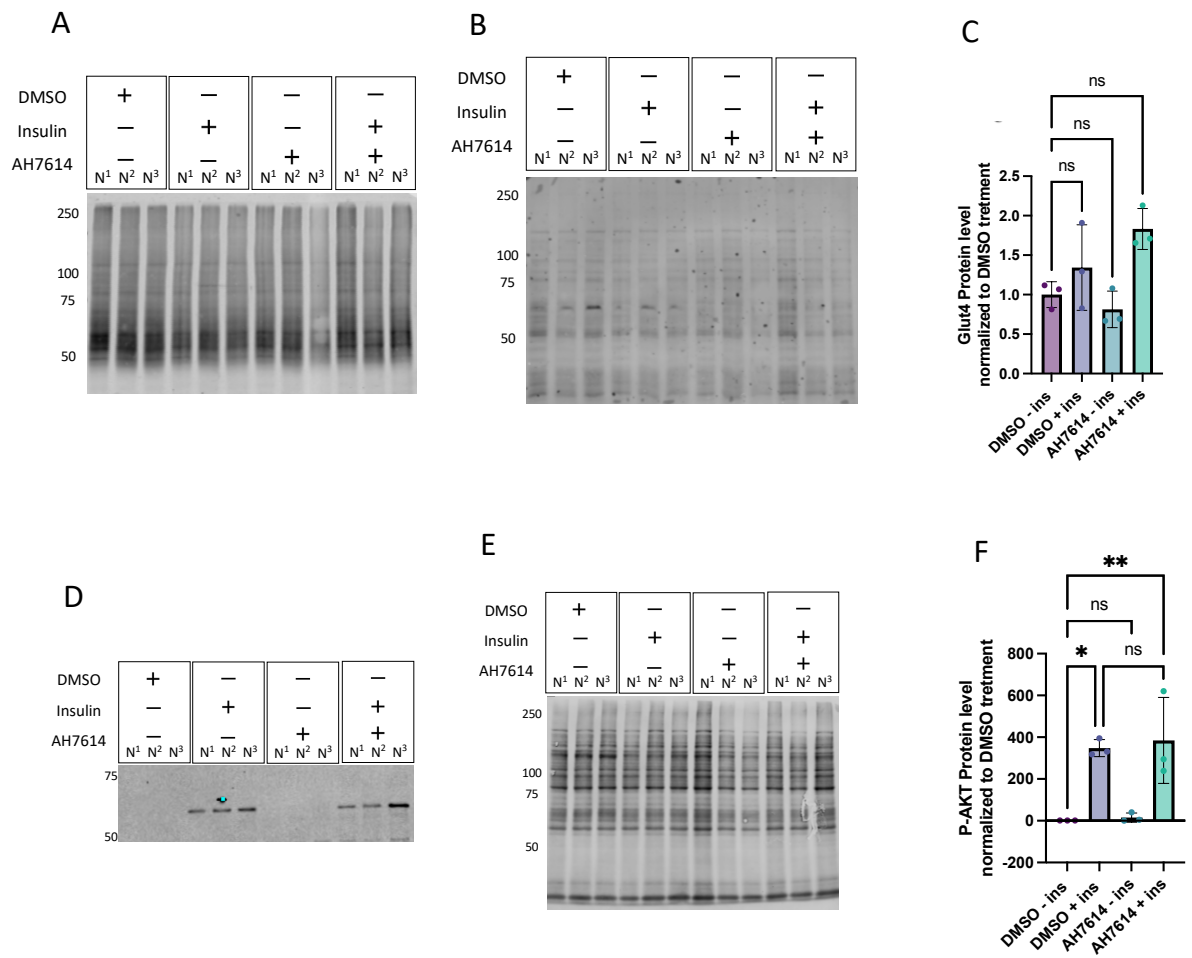 A
DMSO + — — —
Insulin — + — +
AH7614 — — + +
N1 N2 N3 N1 N2 N3 N1 N2 N3 N1 N2 N3
250
100
75
50
B
DMSO + — — —
Insulin — + — +
AH7614 — — + +
N1 N2 N3 N1 N2 N3 N1 N2 N3 N1 N2 N3
250
100
75
50
C
ns
ns
ns
Glut4 Protein level
normalized to DMSO tretment
2.5
2.0
1.5
1.0
0.5
0.0
DMSO - ins
DMSO + ins
AH7614 - ins
AH7614 + ins
D
DMSO + — — —
Insulin — + — +
AH7614 — — + +
N1 N2 N3 N1 N2 N3 N1 N2 N3 N1 N2 N3
75
50
E
DMSO + — — —
Insulin — + — +
AH7614 — — + +
N1 N2 N3 N1 N2 N3 N1 N2 N3 N1 N2 N3
250
100
75
50
F
**
ns
* ns
P-AKT Protein level
normalized to DMSO tretment
800
600
400
200
0
-200
DMSO - ins
DMSO + ins
AH7614 - ins
AH7614 + ins